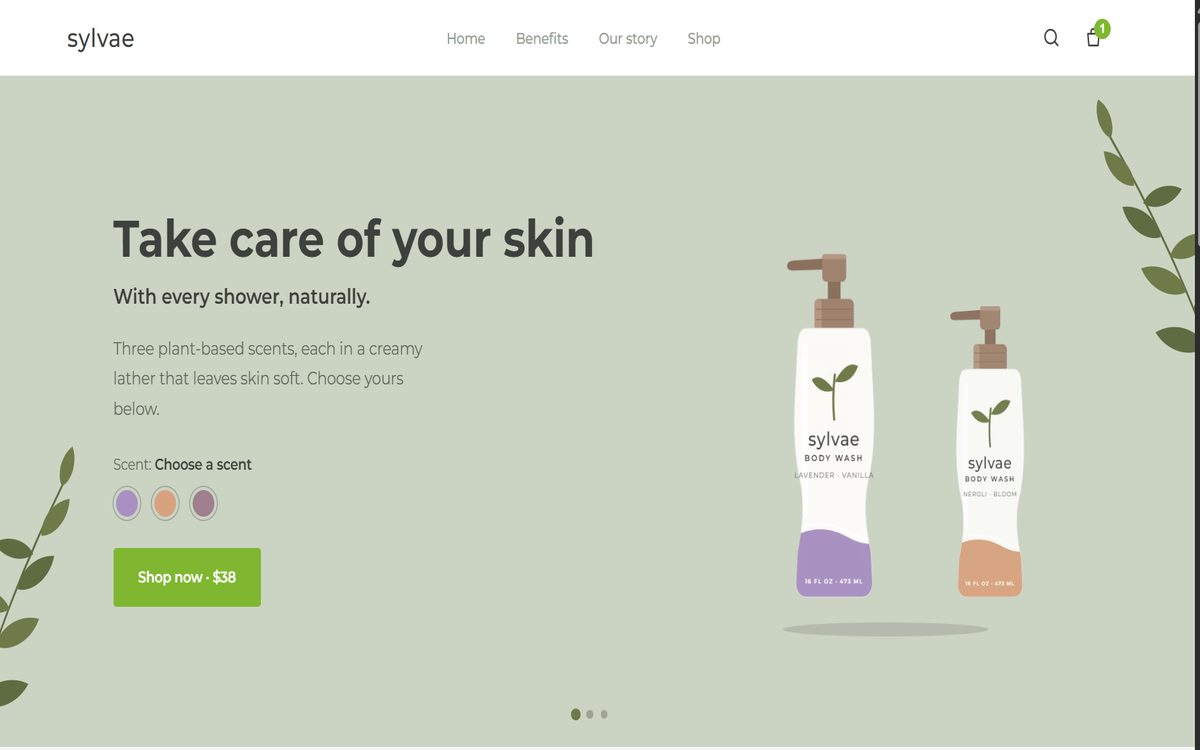 sylvae
Home
Benefits
Our story
Shop
1
Take care of your skin
With every shower, naturally.
Three plant-based scents, each in a creamy
lather that leaves skin soft. Choose yours
below.
Scent: Choose a scent
Shop now · $38
sylvae
BODY WASH
LAVENDER · VANILLA
16 FL OZ · 473 ML
sylvae
BODY WASH
NEROLI · BLOOM
16 FL OZ · 473 ML